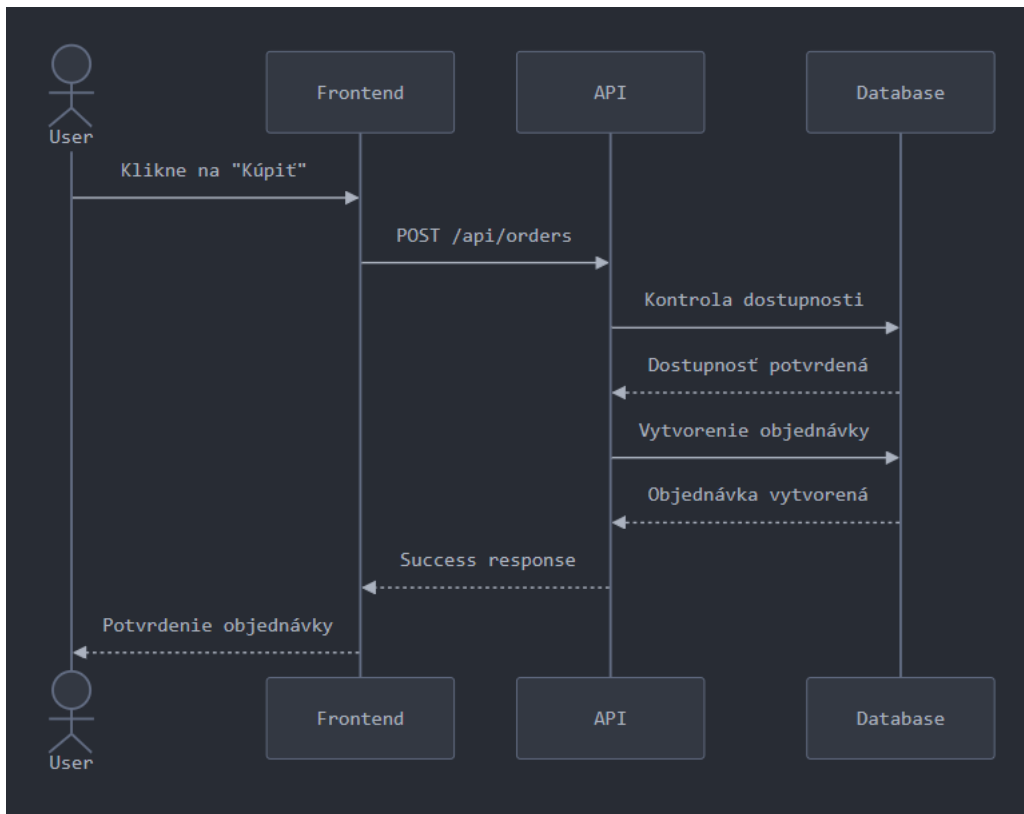 Frontend
API
Database
User
Klikne na "Kúpiť"
POST /api/orders
Kontrola dostupnosti
Dostupnosť potvrdená
Vytvorenie objednávky
Objednávka vytvorená
Success response
Potvrdenie objednávky
Frontend
API
Database
User